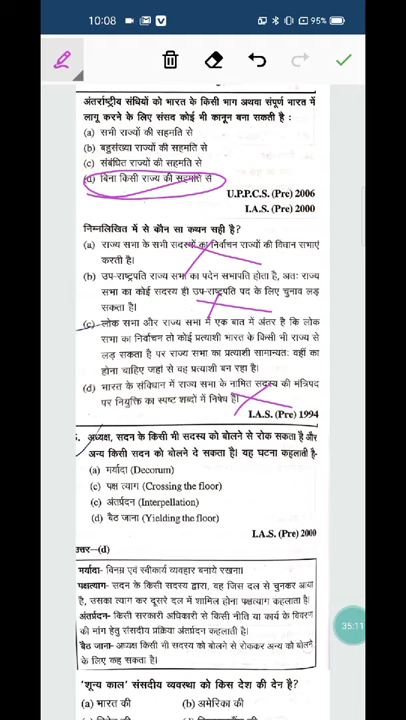 10:08
95%
अंतर्राष्ट्रीय संधियों को भारत के किसी भाग अथवा संपूर्ण भारत में
लागू करने के लिए संसद कोई भी कानून बना सकती है :
(a) सभी राज्यों की सहमति से
(b) बहुसंख्य राज्यों की सहमति से
(c) संबंधित राज्यों की सहमति से
(d) बिना किसी राज्य की सहमति से
U.P.P.C.S. (Pre) 2006
I.A.S. (Pre) 2000
निम्नलिखित में से कौन सा कथन सही है?
(a) राज्य सभा के सभी सदस्यों का निर्वाचन राज्यों की विधान सभाएं
करती है।
(b) उप-राष्ट्रपति राज्य सभा का पदेन सभापति होता है, अतः राज्य
सभा का कोई सदस्य ही उप-राष्ट्रपति पद के लिए चुनाव लड़
सकता है।
(c) लोक सभा और राज्य सभा में एक बात में अंतर है कि लोक
सभा का निर्वाचन तो कोई प्रत्याशी भारत के किसी भी राज्य से
लड़ सकता है पर राज्य सभा का प्रत्याशी सामान्यतः वहीं का
होना चाहिए जहां से वह प्रत्याशी बन रहा है।
(d) भारत के संविधान में राज्य सभा के नामित सदस्य की मंत्रिपद
पर नियुक्ति का स्पष्ट शब्दों में निषेध है।
I.A.S. (Pre) 1994
अध्यक्ष, सदन के किसी भी सदस्य को बोलने से रोक सकता है और
अन्य किसी सदन को बोलने दे सकता है। यह घटना कहलाती है-
(a) मर्यादा (Decorum)
(c) पक्ष त्याग (Crossing the floor)
(c) अंतर्प्रदन (Interpellation)
(d) बैठ जाना (Yielding the floor)
I.A.S. (Pre) 2000
उत्तर–(d)
मर्यादा- विनम्र एवं स्वीकार्य व्यवहार बनाये रखना।
पक्षत्याग- सदन के किसी सदस्य द्वारा, वह जिस दल से चुनकर आया
है, उसका त्याग कर दूसरे दल में शामिल होना पक्षत्याग कहलाता है।
अंतर्प्रदन- किसी सरकारी अधिकारी से किसी नीति या कार्य के विवरण
की मांग हेतु संसदीय प्रक्रिया अंतर्प्रदन कहलाती है।
बैठ जाना- अध्यक्ष किसी भी सदस्य को बोलने से रोककर अन्य को बोलने
के लिए कह सकता है।
35:11
'शून्य काल' संसदीय व्यवस्था को किस देश की देन है?
(a) भारत की (b) अमेरिका की